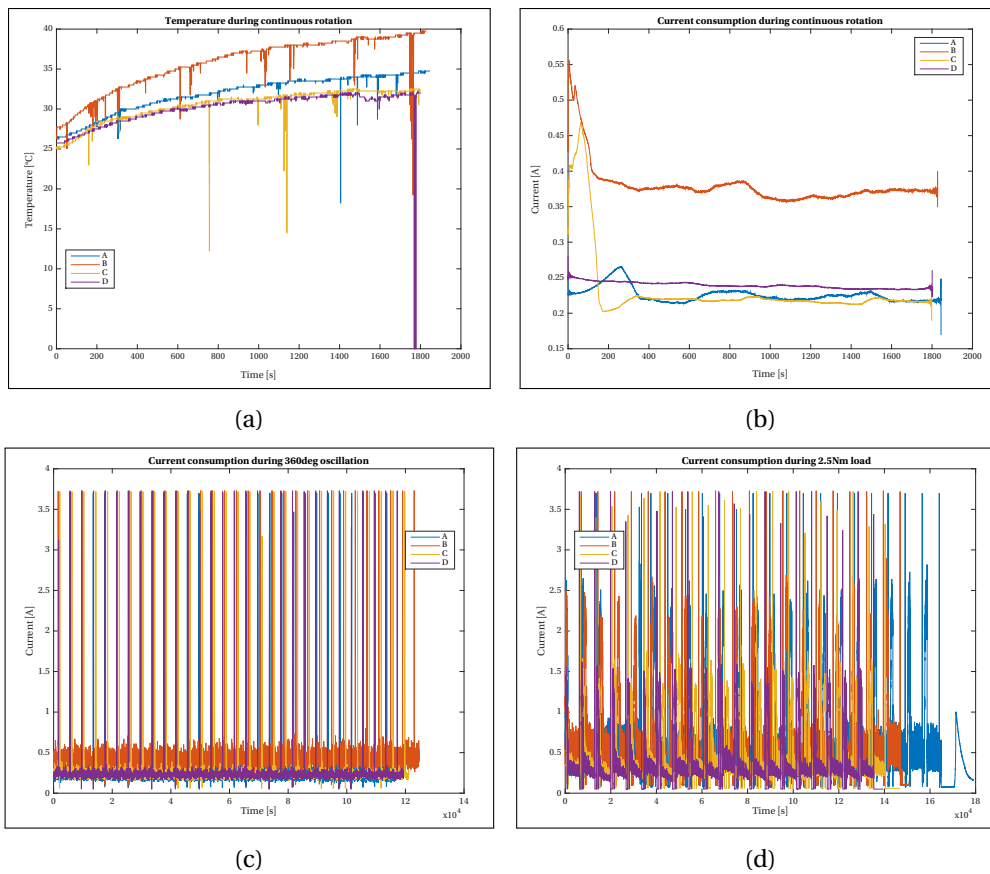 Temperature during continuous rotation
40
35
30
25
20
15
10
5
0
Temperature [°C]
A
B
C
D
0 200 400 600 800 1000 1200 1400 1600 1800 2000
Time [s]
(a)
Current consumption during continuous rotation
0.6
0.55
0.5
0.45
0.4
0.35
0.3
0.25
0.2
0.15
Current [A]
A
B
C
D
0 200 400 600 800 1000 1200 1400 1600 1800 2000
Time [s]
(b)
Current consumption during 360deg oscillation
4
3.5
3
2.5
2
1.5
1
0.5
0
Current [A]
A
B
C
D
0 2 4 6 8 10 12 14
Time [s]
x10⁴
(c)
Current consumption during 2.5Nm load
4
3.5
3
2.5
2
1.5
1
0.5
0
Current [A]
A
B
C
D
0 2 4 6 8 10 12 14 16 18
Time [s]
x10⁴
(d)